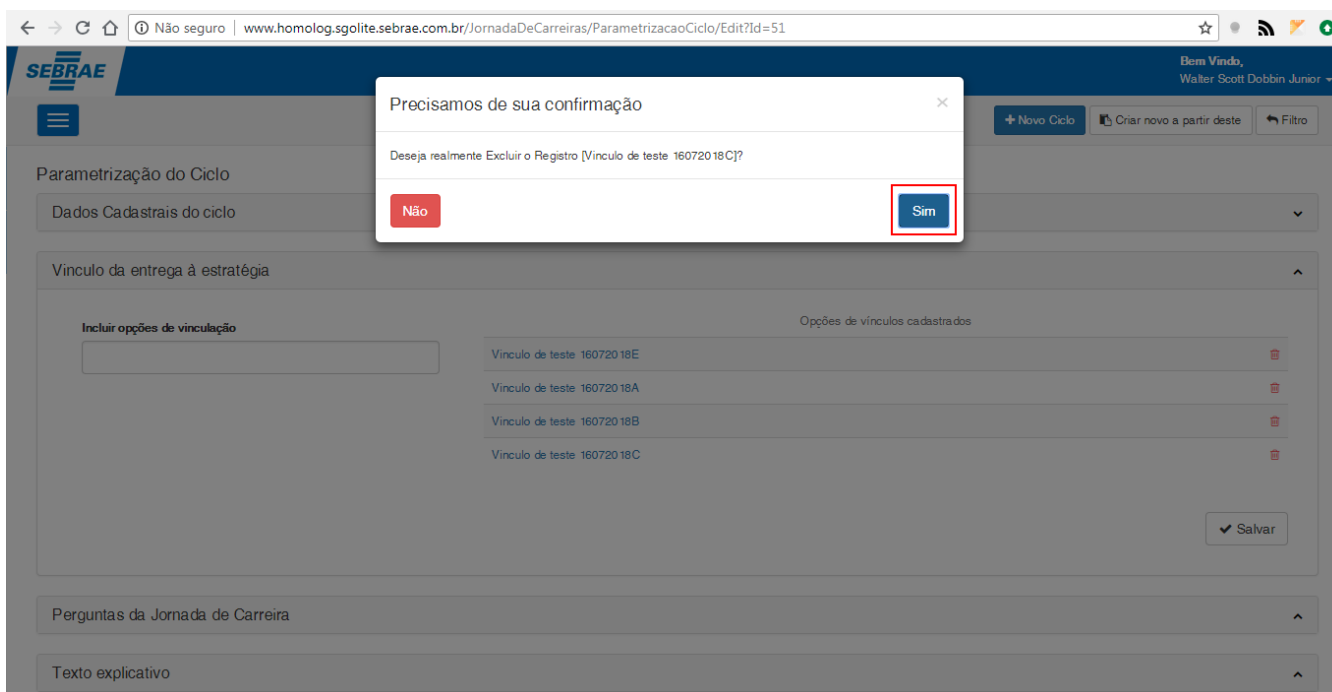 Não seguro | www.homolog.sgolite.sebrae.com.br/JornadaDeCarreiras/ParametrizacaoCiclo/Edit?Id=51
SEBRAE
Bem Vindo,
Walter Scott Dobbin Junior
Precisamos de sua confirmação
×
Novo Ciclo
Criar novo a partir deste
Filtro
Deseja realmente Excluir o Registro [Vinculo de teste 16072018C]?
Parametrização do Ciclo
Não
Sim
Dados Cadastrais do ciclo
Vinculo da entrega à estratégia
Incluir opções de vinculação
Opções de vínculos cadastrados
Vinculo de teste 16072018E
Vinculo de teste 16072018A
Vinculo de teste 16072018B
Vinculo de teste 16072018C
Salvar
Perguntas da Jornada de Carreira
Texto explicativo